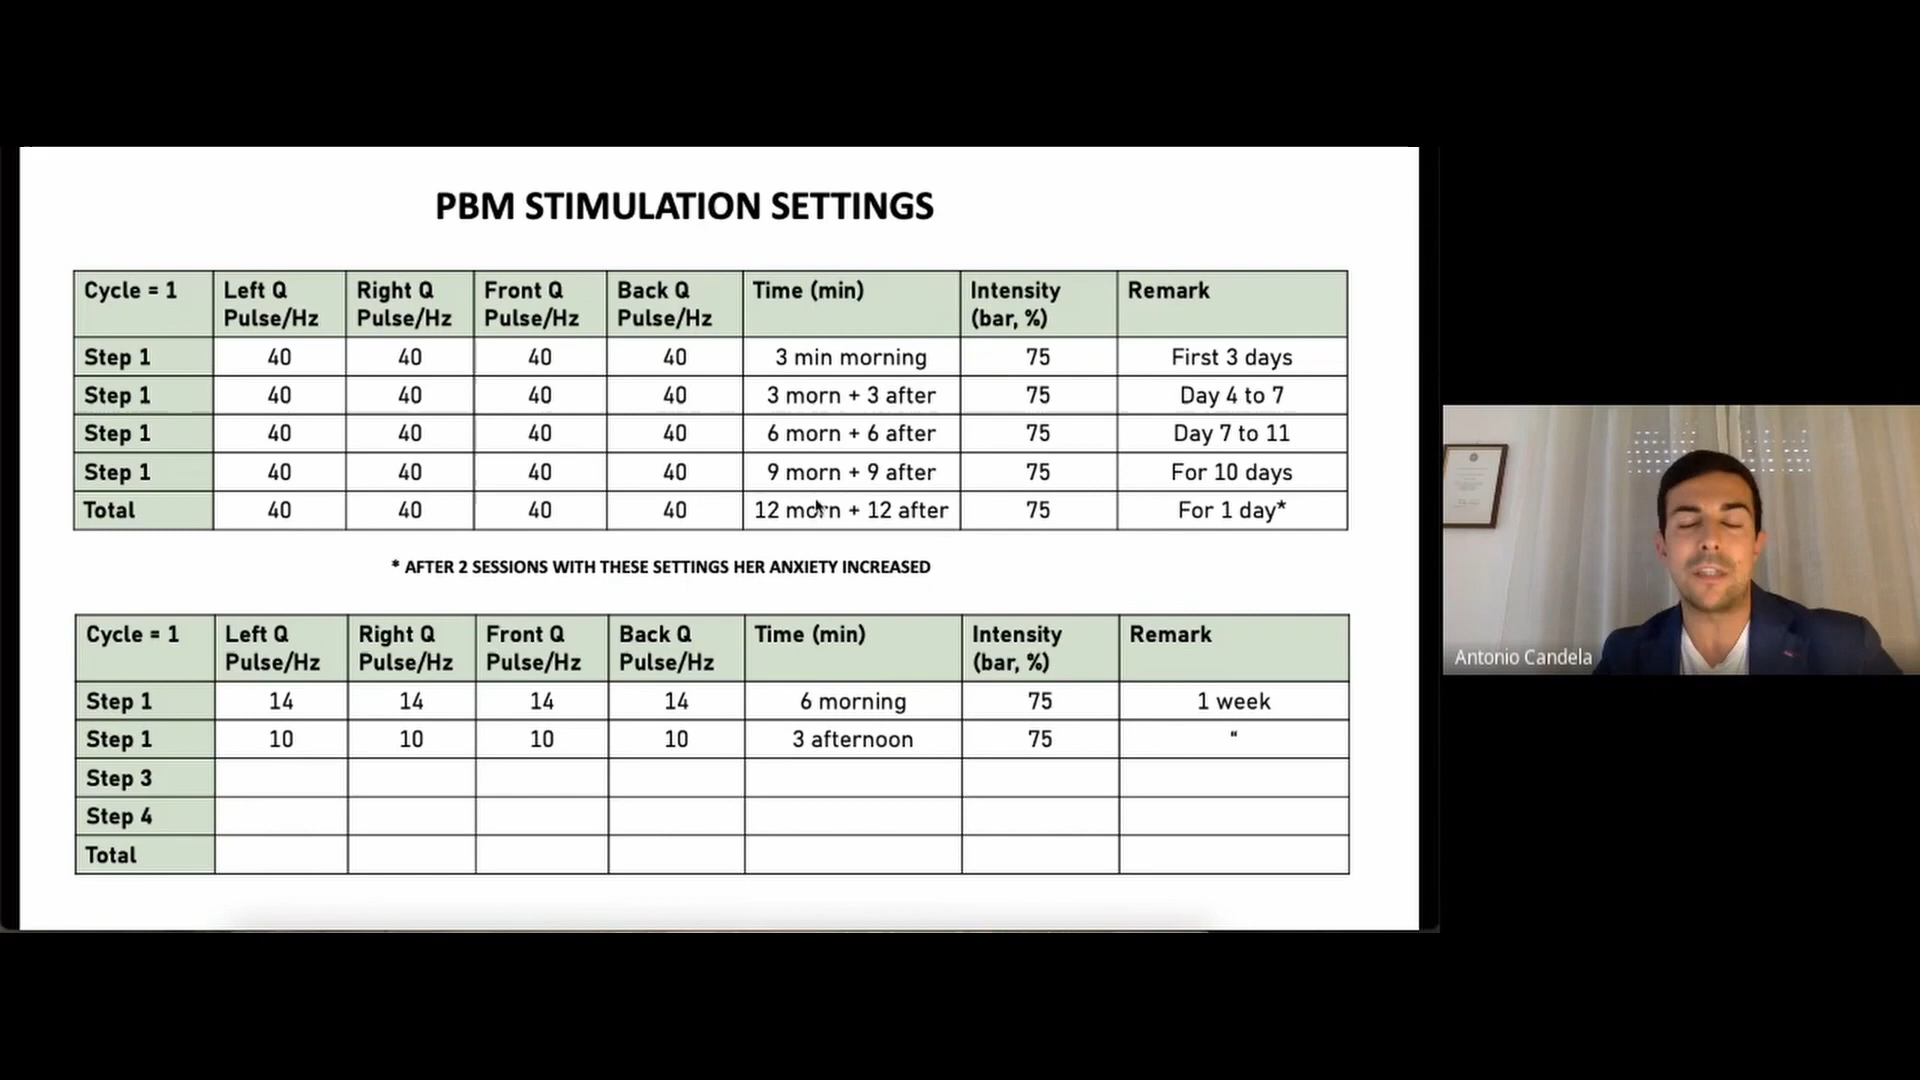 PBM STIMULATION SETTINGS
Cycle = 1 Left Q Pulse/Hz Right Q Pulse/Hz Front Q Pulse/Hz Back Q Pulse/Hz Time (min) Intensity (bar, %) Remark
Step 1 40 40 40 40 3 min morning 75 First 3 days
Step 1 40 40 40 40 3 morn + 3 after 75 Day 4 to 7
Step 1 40 40 40 40 6 morn + 6 after 75 Day 7 to 11
Step 1 40 40 40 40 9 morn + 9 after 75 For 10 days
Total 40 40 40 40 12 morn + 12 after 75 For 1 day*
* AFTER 2 SESSIONS WITH THESE SETTINGS HER ANXIETY INCREASED
Cycle = 1 Left Q Pulse/Hz Right Q Pulse/Hz Front Q Pulse/Hz Back Q Pulse/Hz Time (min) Intensity (bar, %) Remark
Step 1 14 14 14 14 6 morning 75 1 week
Step 1 10 10 10 10 3 afternoon 75 “
Step 3
Step 4
Total
Antonio Candela